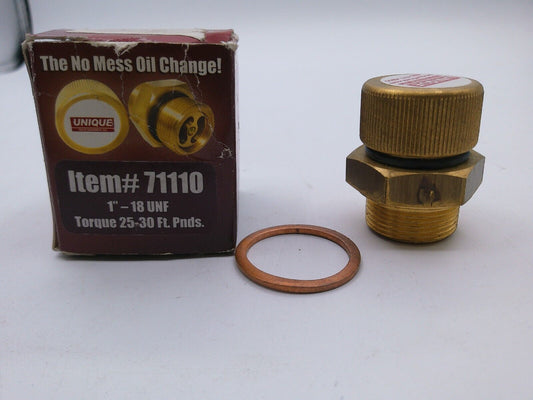 The No Mess Oil Change!
UNIQUE
Item# 71110
1" – 18 UNF
Torque 25-30 Ft. Pnds.